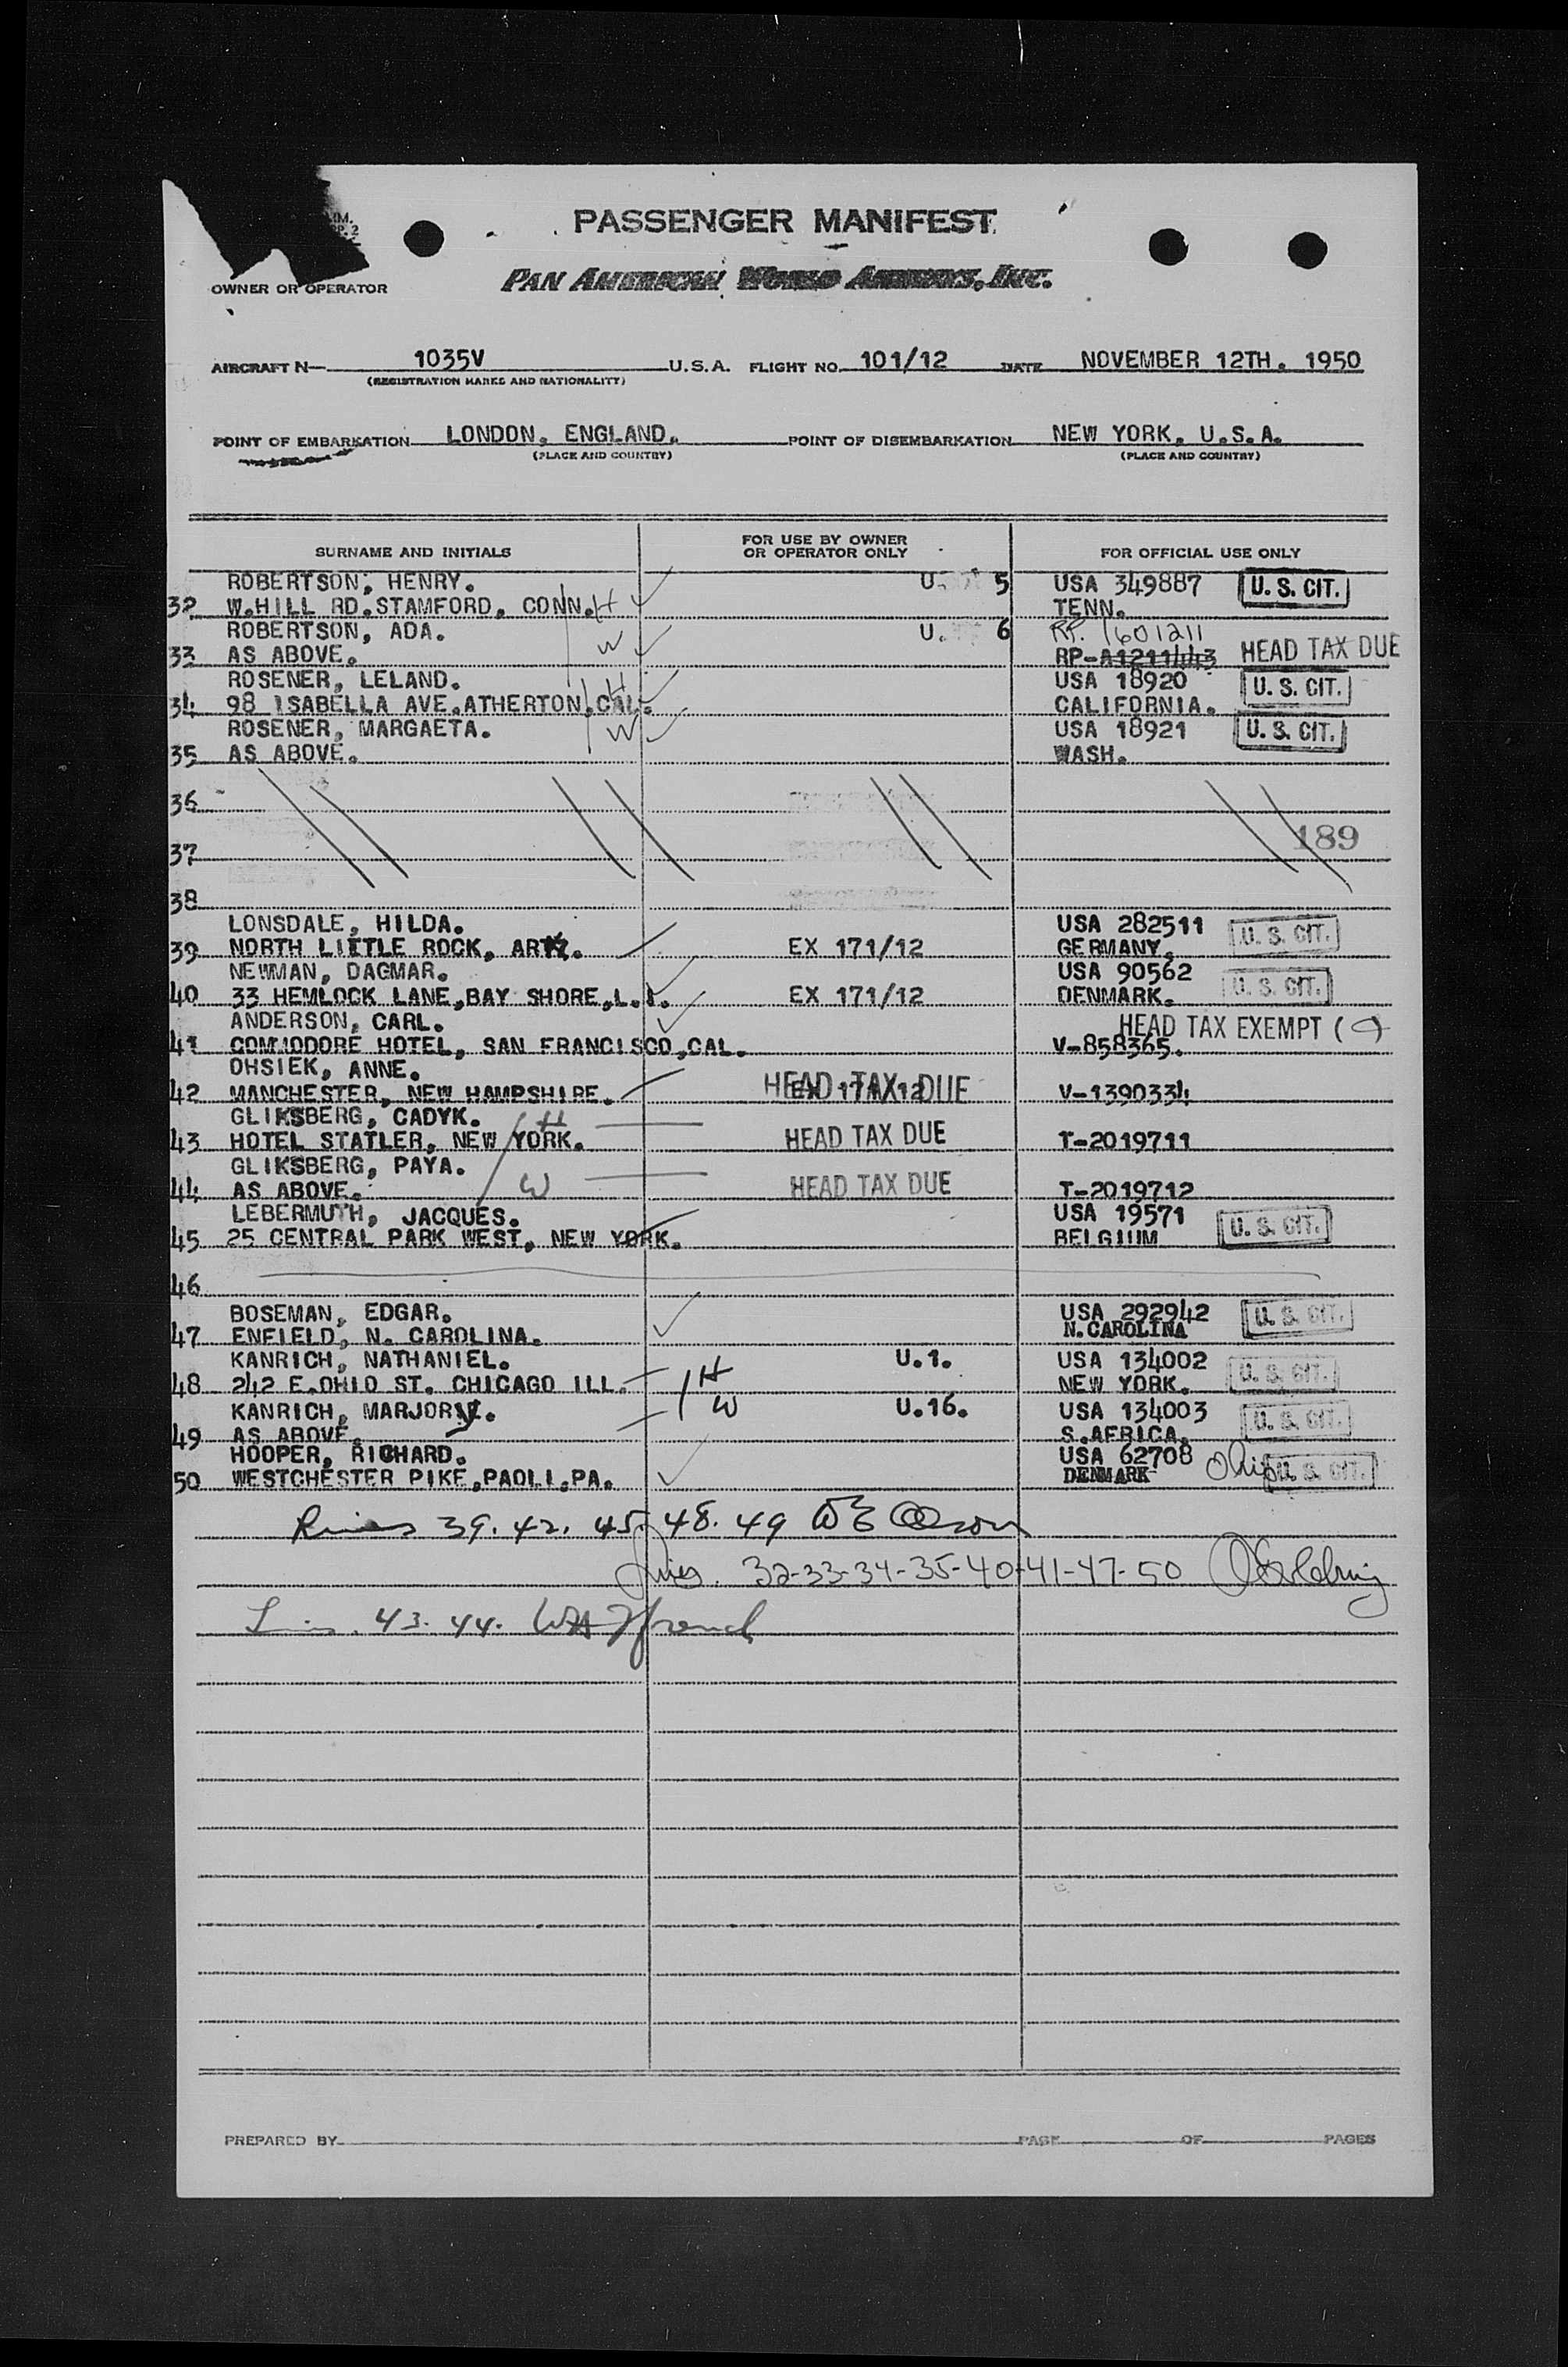 IM.
P. 2
PASSENGER MANIFEST
OWNER OR OPERATOR
PAN AMERICAN WORLD AIRWAYS, INC.
AIRCRAFT N— 1035V U.S.A. FLIGHT NO. 101/12 DATE NOVEMBER 12TH. 1950
(REGISTRATION MARKS AND NATIONALITY)
POINT OF EMBARKATION LONDON, ENGLAND. POINT OF DISEMBARKATION NEW YORK, U.S.A.
(PLACE AND COUNTRY) (PLACE AND COUNTRY)
SURNAME AND INITIALS FOR USE BY OWNER OR OPERATOR ONLY FOR OFFICIAL USE ONLY
ROBERTSON, HENRY. U. 5 USA 349887 U. S. CIT.
32 W.HILL RD.STAMFORD, CONN. H TENN.
ROBERTSON, ADA. U. 6 RP. 1601211
33 AS ABOVE. W RP-A1211443 HEAD TAX DUE
ROSENER, LELAND. H USA 18920 U. S. CIT.
34 98 ISABELLA AVE.ATHERTON,CAL. CALIFORNIA.
ROSENER, MARGAETA. W USA 18921 U. S. CIT.
35 AS ABOVE. WASH.
36
189
37
38
LONSDALE, HILDA. USA 282511 U. S. CIT.
39 NORTH LITTLE ROCK, ARK. EX 171/12 GERMANY.
NEWMAN, DAGMAR. USA 90562 U. S. CIT.
40 33 HEMLOCK LANE,BAY SHORE,L.I. EX 171/12 DENMARK.
ANDERSON, CARL. HEAD TAX EXEMPT (9)
41 COMMODORE HOTEL, SAN FRANCISCO,CAL. V-858365.
OHSIEK, ANNE. HEAD TAX DUE
42 MANCHESTER, NEW HAMPSHIRE. EX 171/12 V-1390334
GLIKSBERG, CADYK. H
43 HOTEL STATLER, NEW YORK. HEAD TAX DUE T-2019711
GLIKSBERG, PAYA.
44 AS ABOVE. W HEAD TAX DUE T-2019712
LEBERMUTH, JACQUES. USA 19571 U. S. CIT.
45 25 CENTRAL PARK WEST, NEW YORK. BELGIUM
46
BOSEMAN, EDGAR. USA 292942 U. S. CIT.
47 ENFIELD, N. CAROLINA. N.CAROLINA
KANRICH, NATHANIEL. H U.1. USA 134002 U. S. CIT.
48 242 E.OHIO ST. CHICAGO ILL. NEW YORK.
KANRICH, MARJORY. W U.16. USA 134003 U. S. CIT.
49 AS ABOVE. S.AFRICA.
HOOPER, RICHARD. USA 62708 Ohio U. S. CIT.
50 WESTCHESTER PIKE,PAOLI,PA. DENMARK
Lines 39. 42. 45. 48. 49
Lines. 32-33-34-35-40-41-47-50
Lines. 43. 44.
PREPARED BY PAGE OF PAGES